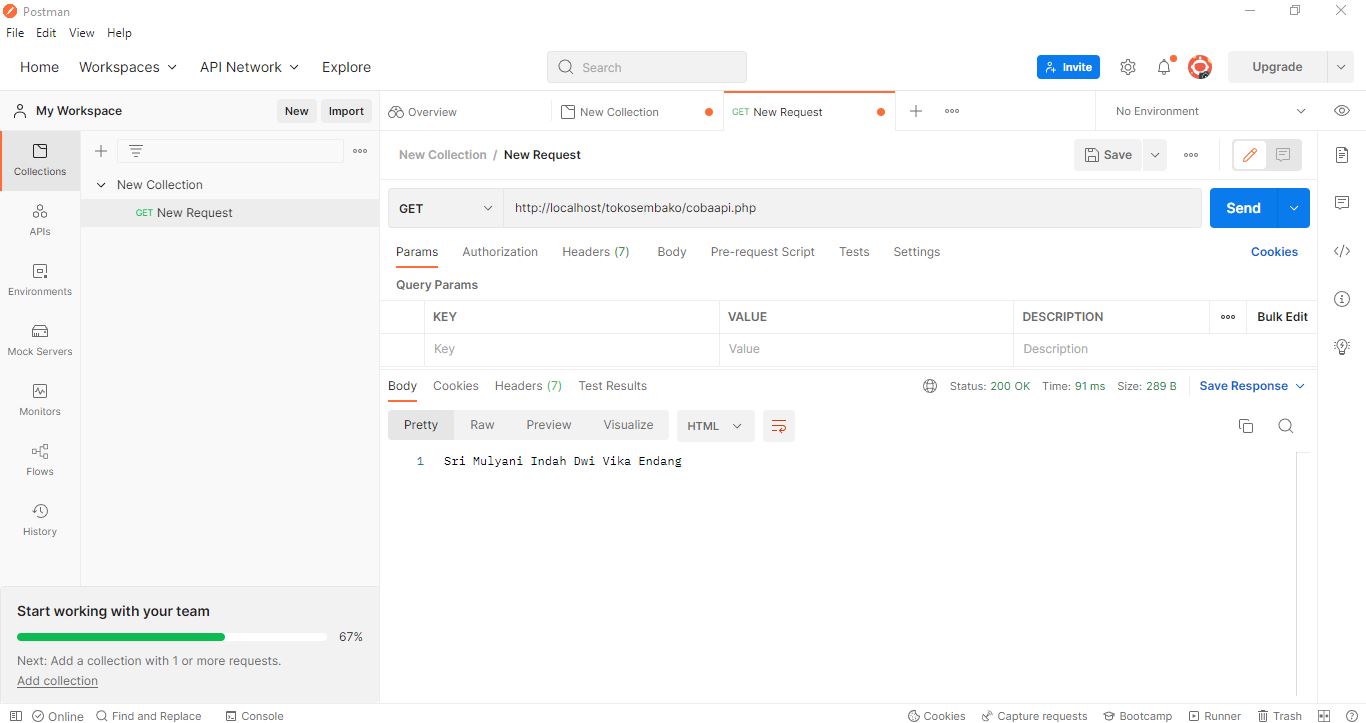 Postman
File Edit View Help
Home Workspaces API Network Explore Search Invite Upgrade
My Workspace New Import Overview New Collection GET New Request No Environment
Collections
New Collection / New Request Save
New Collection
GET New Request
GET http://localhost/tokosembako/cobaapi.php Send
APIs
Params Authorization Headers (7) Body Pre-request Script Tests Settings Cookies
Query Params
Environments
KEY VALUE DESCRIPTION Bulk Edit
Key Value Description
Mock Servers
Body Cookies Headers (7) Test Results Status: 200 OK Time: 91 ms Size: 289 B Save Response
Monitors
Pretty Raw Preview Visualize HTML
1 Sri Mulyani Indah Dwi Vika Endang
Flows
History
Start working with your team
67%
Next: Add a collection with 1 or more requests.
Add collection
Online Find and Replace Console Cookies Capture requests Bootcamp Runner Trash